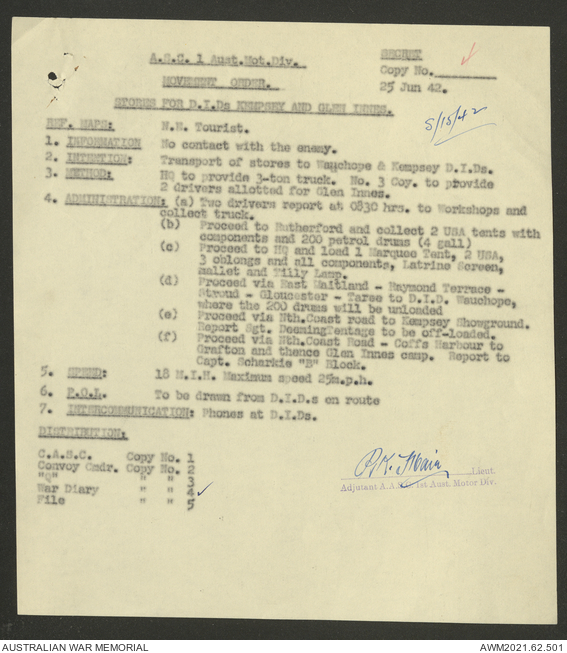 A.S.C. 1 Aust.Mot.Div.
SECRET
Copy No.
MOVEMENT ORDER.
25 Jun 42.
STORES FOR D.I.Ds KEMPSEY AND GLEN INNES.
S/15/42
REF. MAPS: N.N. Tourist.
1. INFORMATION No contact with the enemy.
2. INTENTION: Transport of stores to Wauchope & Kempsey D.I.Ds.
3. METHOD: HQ to provide 3-ton truck. No. 3 Coy. to provide
2 drivers allotted for Glen Innes.
4. ADMINISTRATION: (a) Two drivers report at 0830 hrs. to Workshops and
collect truck.
(b) Proceed to Rutherford and collect 2 USA tents with
components and 200 petrol drums (4 gall)
(c) Proceed to HQ and load 1 Marquee Tent, 2 USA,
3 oblongs and all components, Latrine Screen,
mallet and Tilly Lamp.
(d) Proceed via East Maitland - Raymond Terrace -
Stroud - Gloucester - Taree to D.I.D. Wauchope,
where the 200 drums will be unloaded
(e) Proceed via Nth.Coast road to Kempsey Showground.
Report Sgt. DeemingTentage to be off-loaded.
(f) Proceed via Nth.Coast Road - Coffs Harbour to
Grafton and thence Glen Innes camp. Report to
Capt. Scharkie "B" Block.
5. SPEED: 18 M.I.H. Maximum speed 25m.p.h.
6. P.O.L. To be drawn from D.I.D.s en route
7. INTERCOMMUNICATION: Phones at D.I.Ds.
DISTRIBUTION:
C.A.S.C. Copy No. 1
Convoy Cmdr. Copy No. 2
"Q" " " 3
War Diary " " 4
File " " 5
Lieut.
Adjutant A.A.S.C. 1st Aust. Motor Div.
AUSTRALIAN WAR MEMORIAL
AWM2021.62.501